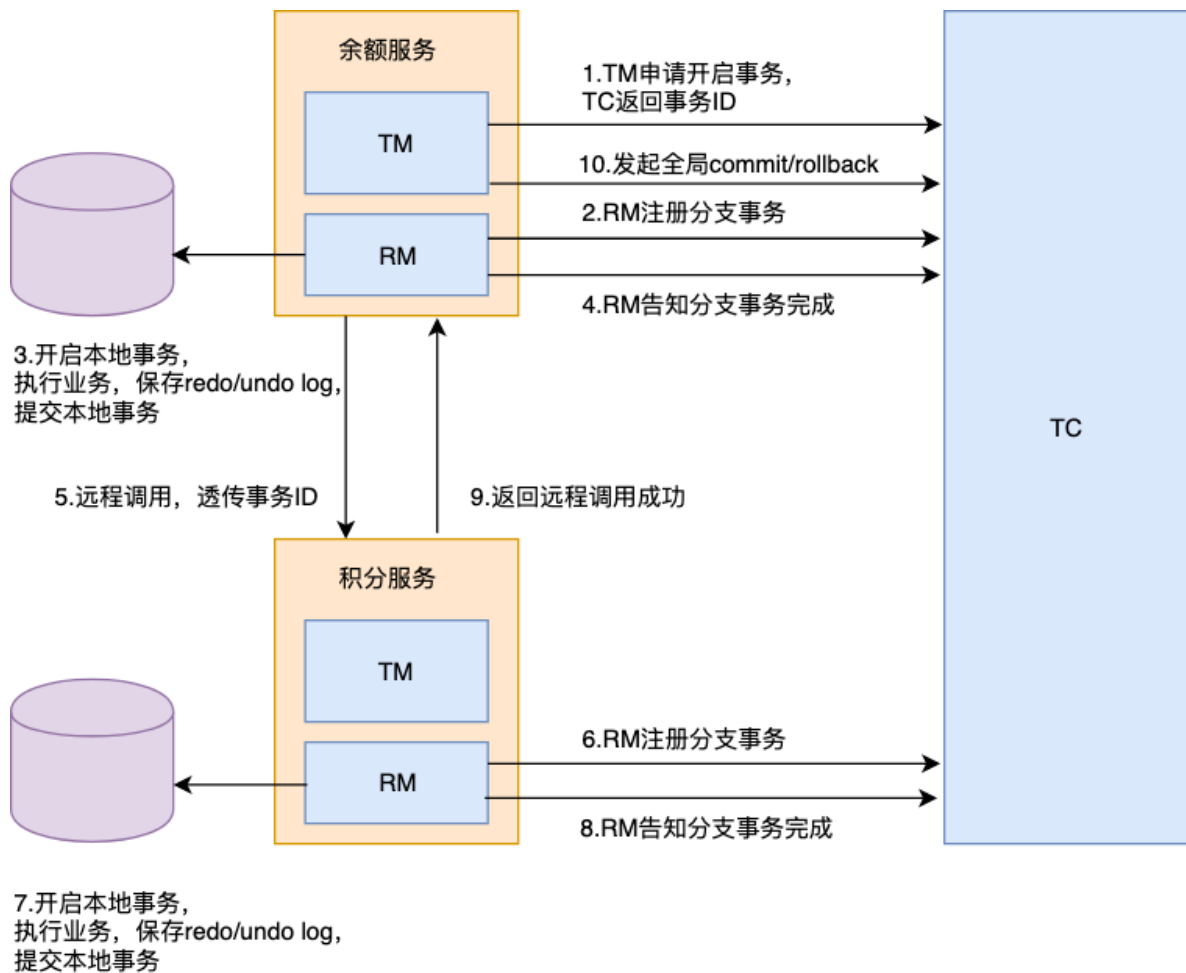 余额服务
1.TM申请开启事务，
TC返回事务ID
TM
10.发起全局commit/rollback
2.RM注册分支事务
RM
4.RM告知分支事务完成
3.开启本地事务，
执行业务，保存redo/undo log，
提交本地事务
TC
5.远程调用，透传事务ID
9.返回远程调用成功
积分服务
TM
6.RM注册分支事务
RM
8.RM告知分支事务完成
7.开启本地事务，
执行业务，保存redo/undo log，
提交本地事务